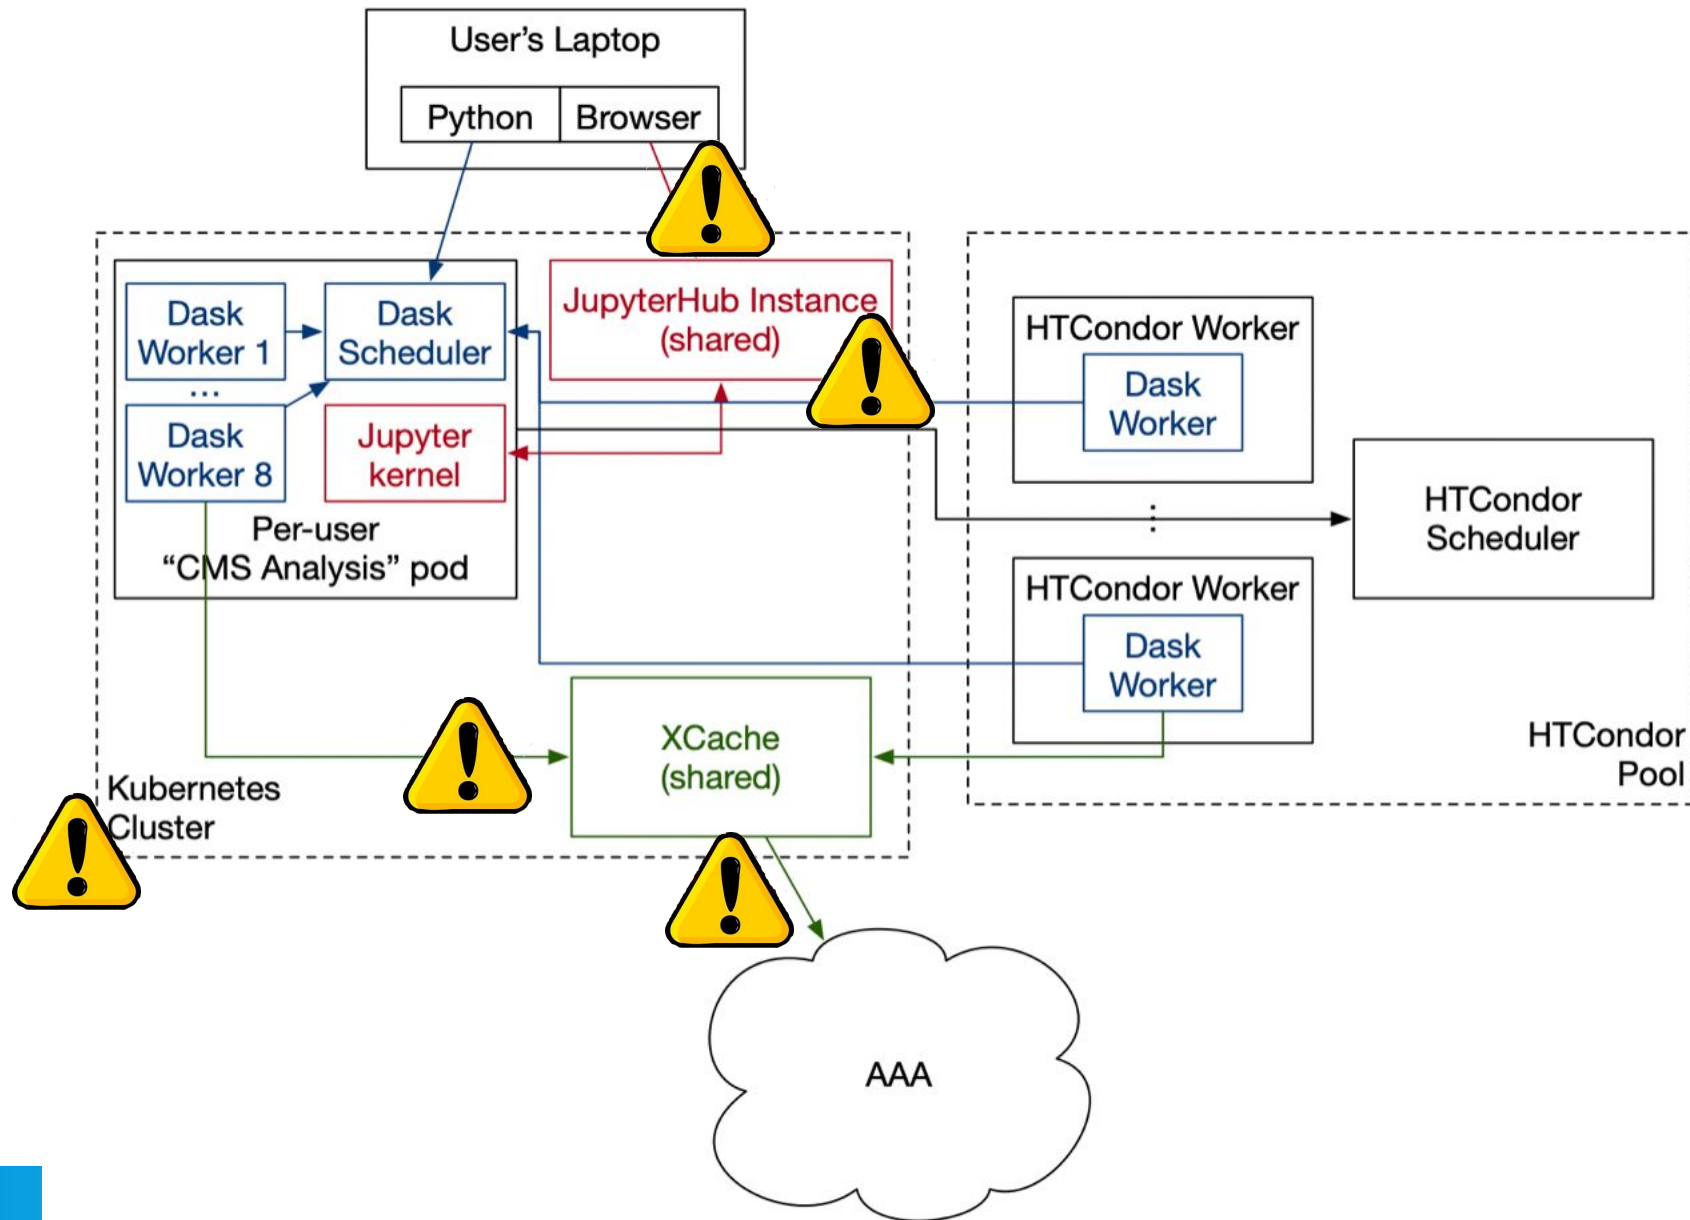 User's Laptop
Python
Browser
Dask
Worker 1
...
Dask
Worker 8
Dask
Scheduler
Jupyter
kernel
Per-user
“CMS Analysis” pod
JupyterHub Instance
(shared)
XCache
(shared)
Kubernetes
Cluster
HTCondor Worker
Dask
Worker
⋮
HTCondor Worker
Dask
Worker
HTCondor
Scheduler
HTCondor
Pool
AAA